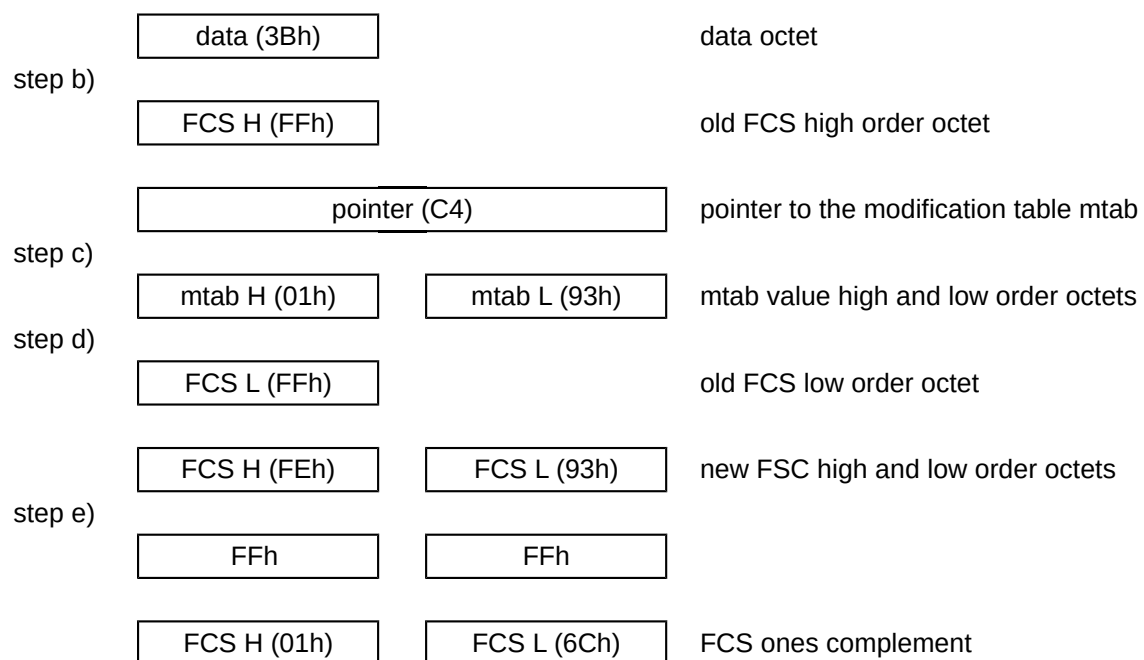 data (3Bh) data octet
step b)
FCS H (FFh) old FCS high order octet
pointer (C4) pointer to the modification table mtab
step c)
mtab H (01h) mtab L (93h) mtab value high and low order octets
step d)
FCS L (FFh) old FCS low order octet
FCS H (FEh) FCS L (93h) new FSC high and low order octets
step e)
FFh FFh
FCS H (01h) FCS L (6Ch) FCS ones complement